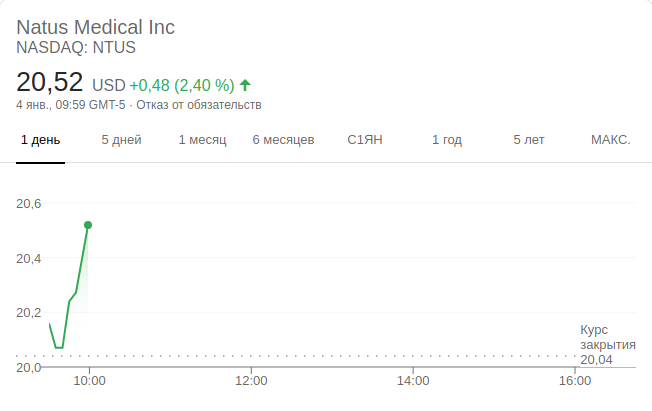 Natus Medical Inc
NASDAQ: NTUS
20,52 USD +0,48 (2,40 %)
4 янв., 09:59 GMT-5 · Отказ от обязательств
1 день 5 дней 1 месяц 6 месяцев С1ЯН 1 год 5 лет МАКС.
20,6
20,4
20,2
Курс
закрытия
20,04
20,0
10:00 12:00 14:00 16:00